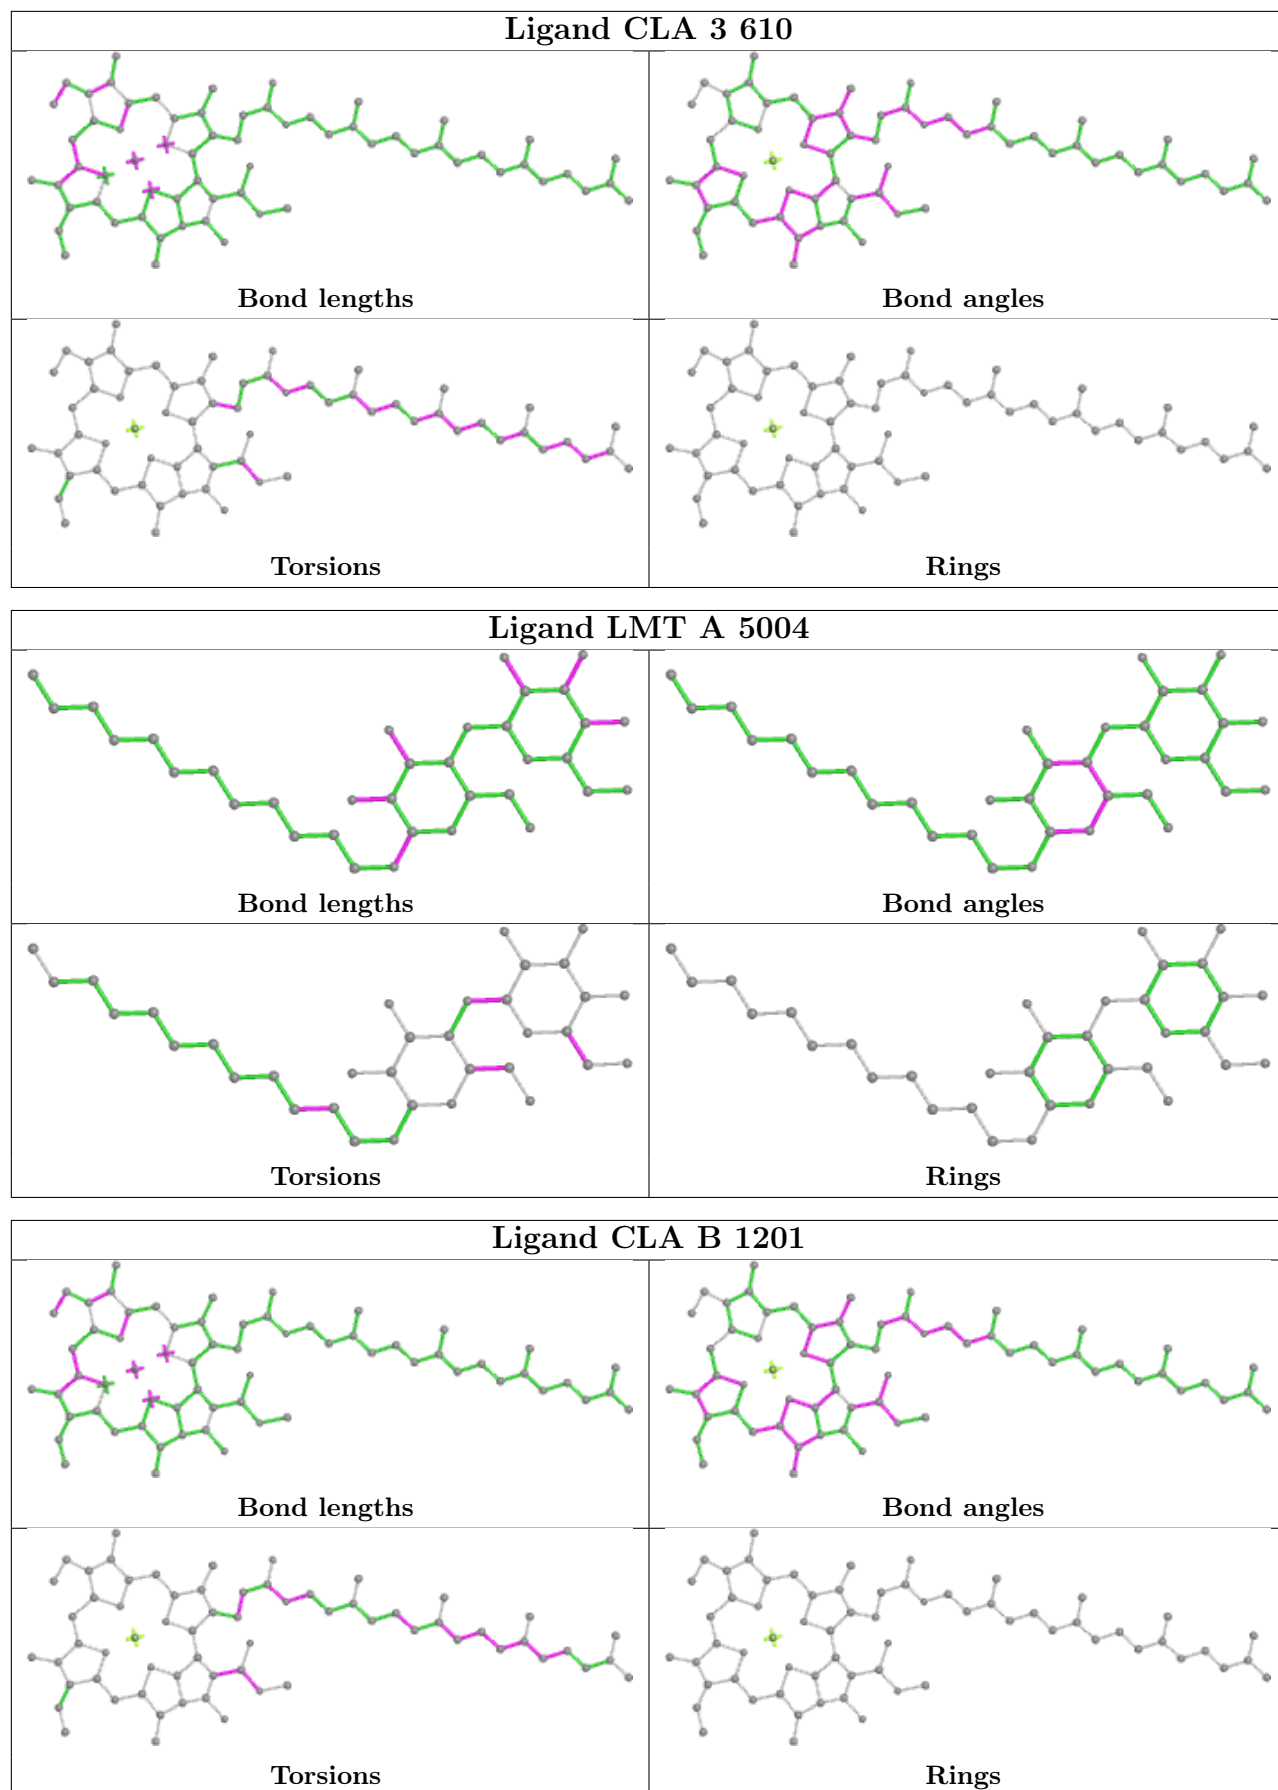 Ligand CLA 3 610
Bond lengths
Bond angles
Torsions
Rings
Ligand LMT A 5004
Bond lengths
Bond angles
Torsions
Rings
Ligand CLA B 1201
Bond lengths
Bond angles
Torsions
Rings